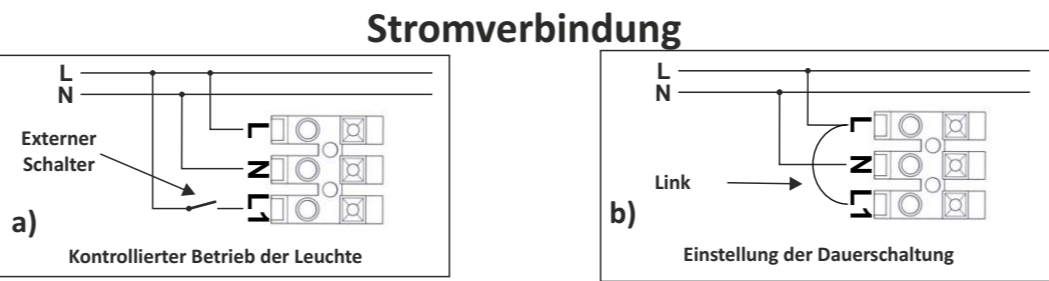 Stromverbindung
L
N
Externer
Schalter
L
N
L1
a)
Kontrollierter Betrieb der Leuchte
L
N
Link
L
N
L1
b)
Einstellung der Dauerschaltung